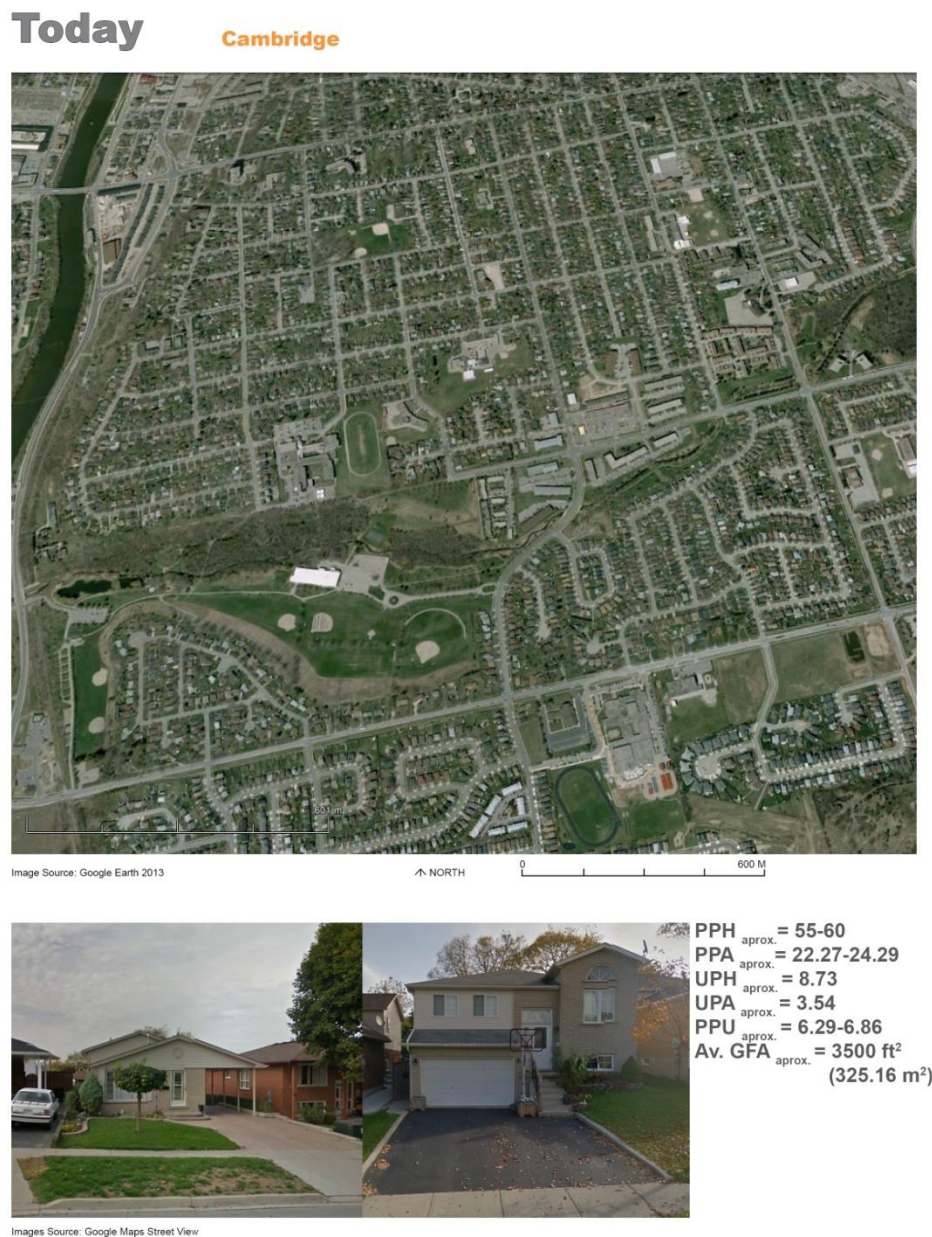 Today
Cambridge
601 m
Image Source: Google Earth 2013
NORTH
0
600 M
PPH aprox. = 55-60
PPA aprox. = 22.27-24.29
UPH aprox. = 8.73
UPA aprox. = 3.54
PPU aprox. = 6.29-6.86
Av. GFA aprox. = 3500 ft²
(325.16 m²)
Images Source: Google Maps Street View